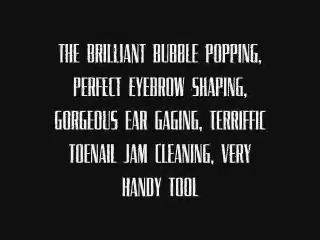 THE BRILLIANT BUBBLE POPPING,
PERFECT EYEBROW SHAPING,
GORGEOUS EAR GAGING, TERRIFFIC
TOENAIL JAM CLEANING, VERY
HANDY TOOL